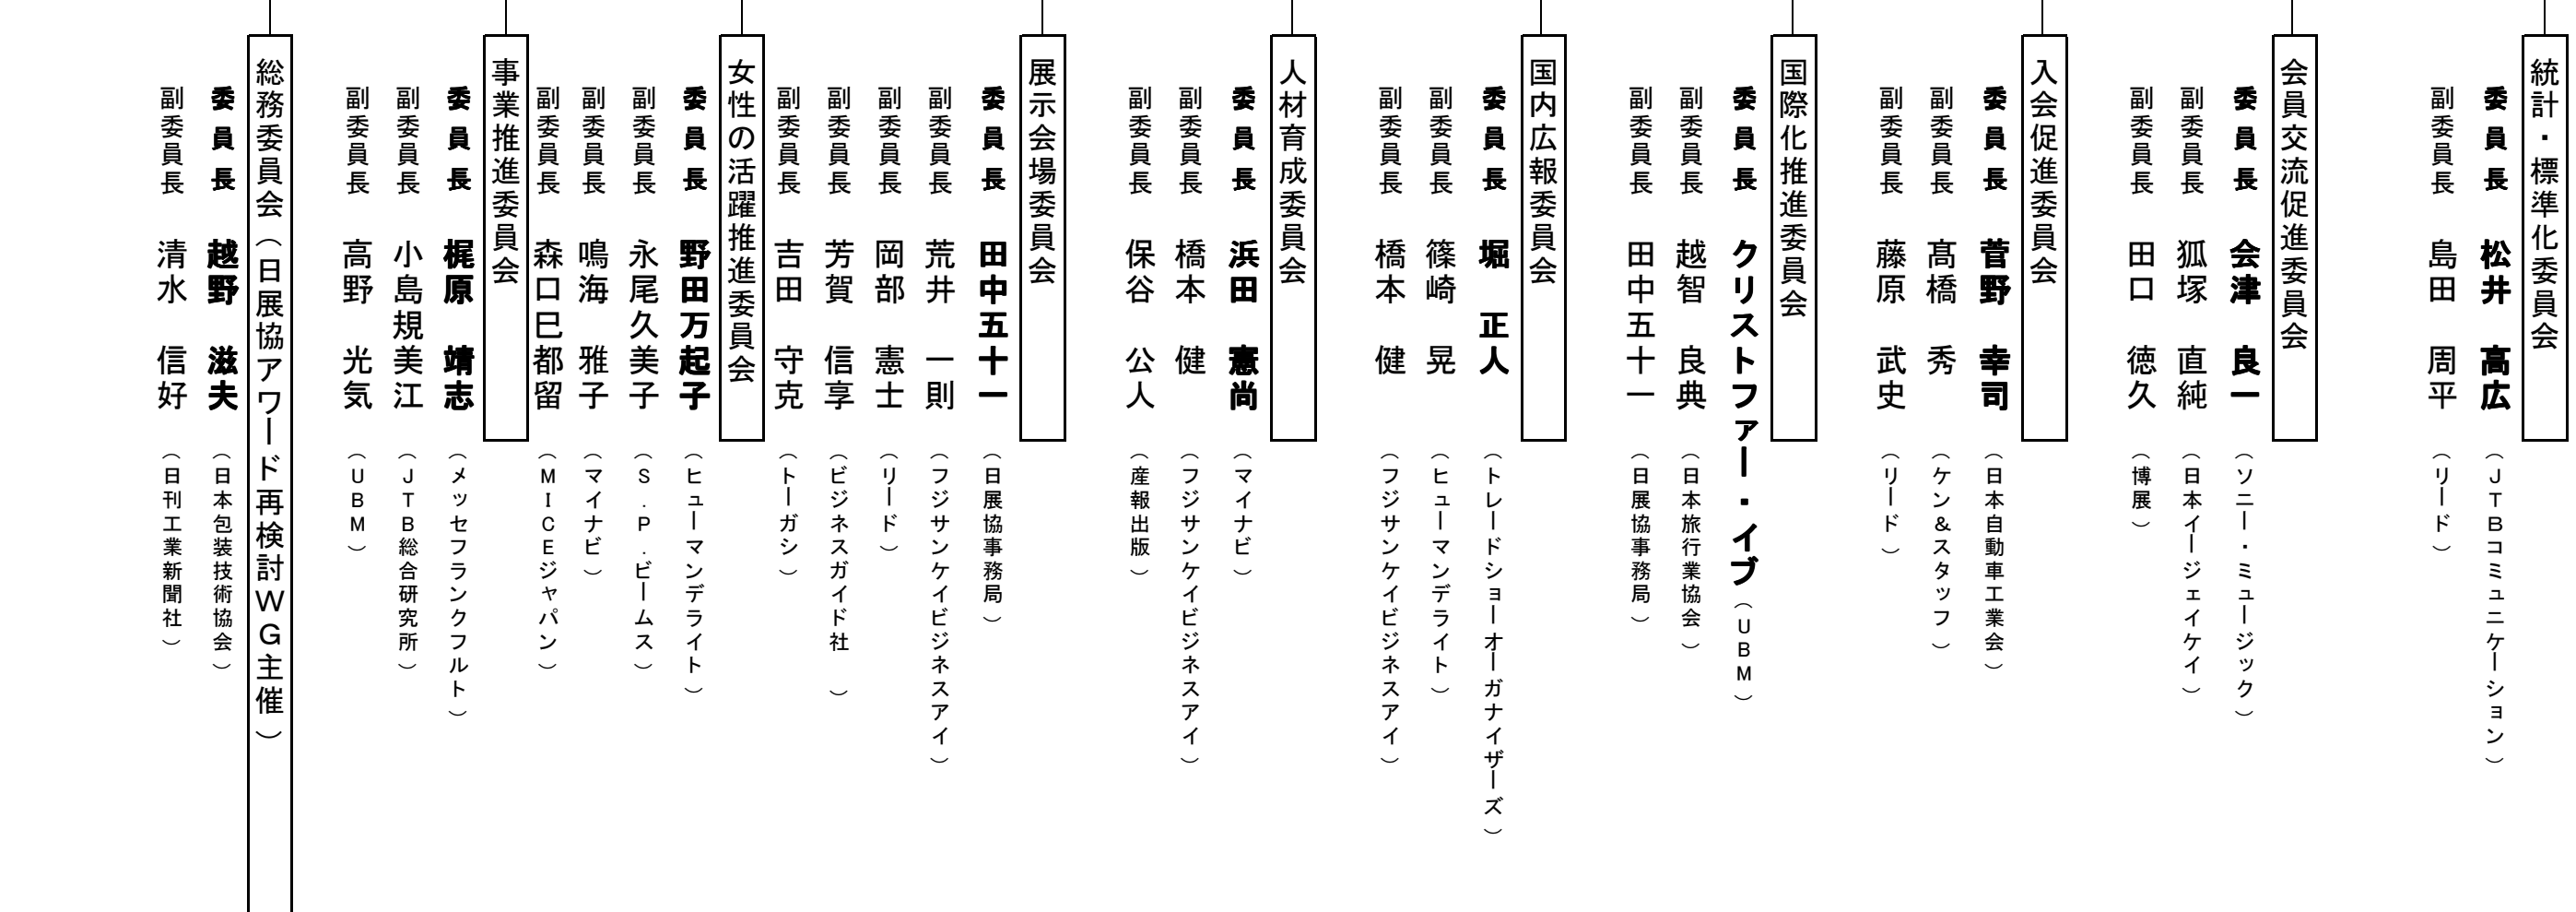 統計・標準化委員会
委員長 松井 高広 （ＪＴＢコミュニケーション）
副委員長 島田 周平 （リード）
会員交流促進委員会
委員長 会津 良一 （ソニー・ミュージック）
副委員長 狐塚 直純 （日本イージェイケイ）
副委員長 田口 徳久 （博展）
入会促進委員会
委員長 菅野 幸司 （日本自動車工業会）
副委員長 髙橋 秀 （ケン＆スタッフ）
副委員長 藤原 武史 （リード）
国際化推進委員会
委員長 クリストファー・イブ （ＵＢＭ）
副委員長 越智 良典 （日本旅行業協会）
副委員長 田中五十一 （日展協事務局）
国内広報委員会
委員長 堀 正人 （トレードショーオーガナイザーズ）
副委員長 篠崎 晃 （ヒューマンデライト）
副委員長 橋本 健 （フジサンケイビジネスアイ）
人材育成委員会
委員長 浜田 憲尚 （マイナビ）
副委員長 橋本 健 （フジサンケイビジネスアイ）
副委員長 保谷 公人 （産報出版）
展示会場委員会
委員長 田中五十一 （日展協事務局）
副委員長 荒井 一則 （フジサンケイビジネスアイ）
副委員長 岡部 憲士 （リード）
副委員長 芳賀 信享 （ビジネスガイド社 ）
副委員長 吉田 守克 （トーガシ）
女性の活躍推進委員会
委員長 野田万起子 （ヒューマンデライト）
副委員長 永尾久美子 （Ｓ.Ｐ.ビームス）
副委員長 鳴海 雅子 （マイナビ）
副委員長 森口巳都留 （ＭＩＣＥジャパン）
事業推進委員会
委員長 梶原 靖志 （メッセフランクフルト）
副委員長 小島規美江 （ＪＴＢ総合研究所）
副委員長 高野 光気 （ＵＢＭ）
総務委員会（日展協アワード再検討ＷＧ主催）
委員長 越野 滋夫 （日本包装技術協会）
副委員長 清水 信好 （日刊工業新聞社）